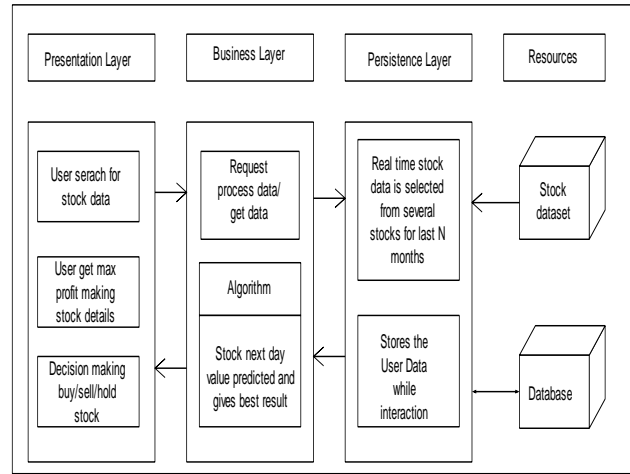 Presentation Layer
Business Layer
Persistence Layer
Resources
User serach for
stock data
User get max
profit making
stock details
Decision making
buy/sell/hold
stock
Request
process data/
get data
Algorithm
Stock next day
value predicted and
gives best result
Real time stock
data is selected
from several
stocks for last N
months
Stores the
User Data
while
interaction
Stock
dataset
Database